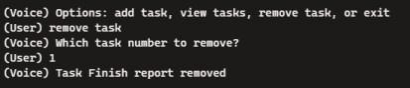 (Voice) Options: add task, view tasks, remove task, or exit
(User) remove task
(Voice) Which task number to remove?
(User) 1
(Voice) Task Finish report removed